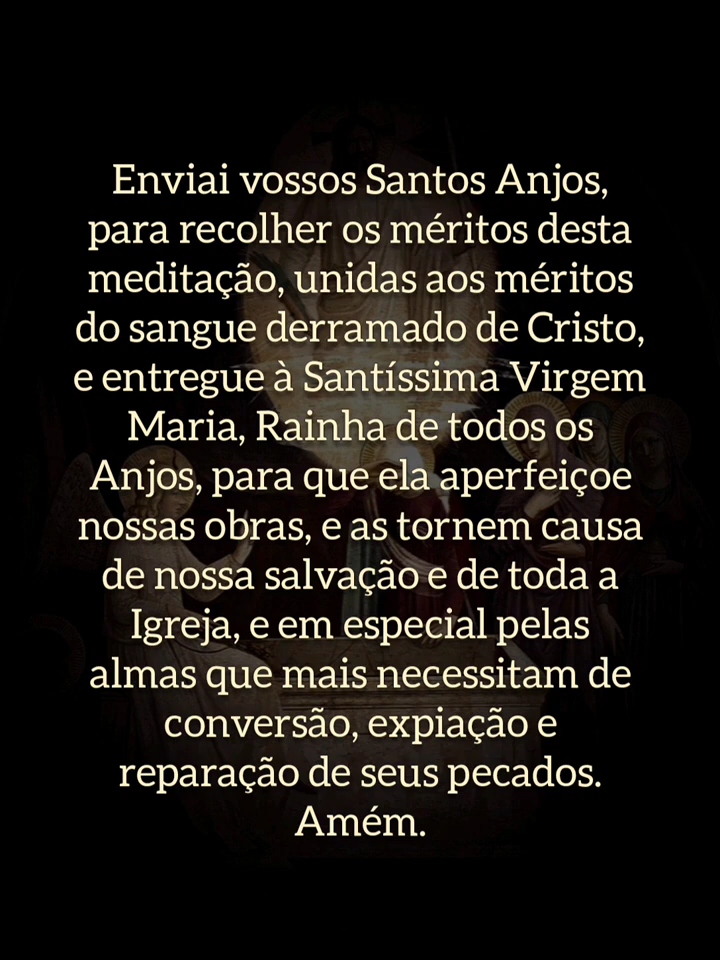 Enviai vossos Santos Anjos,
para recolher os méritos desta
meditação, unidas aos méritos
do sangue derramado de Cristo,
e entregue à Santíssima Virgem
Maria, Rainha de todos os
Anjos, para que ela aperfeiçoe
nossas obras, e as tornem causa
de nossa salvação e de toda a
Igreja, e em especial pelas
almas que mais necessitam de
conversão, expiação e
reparação de seus pecados.
Amém.